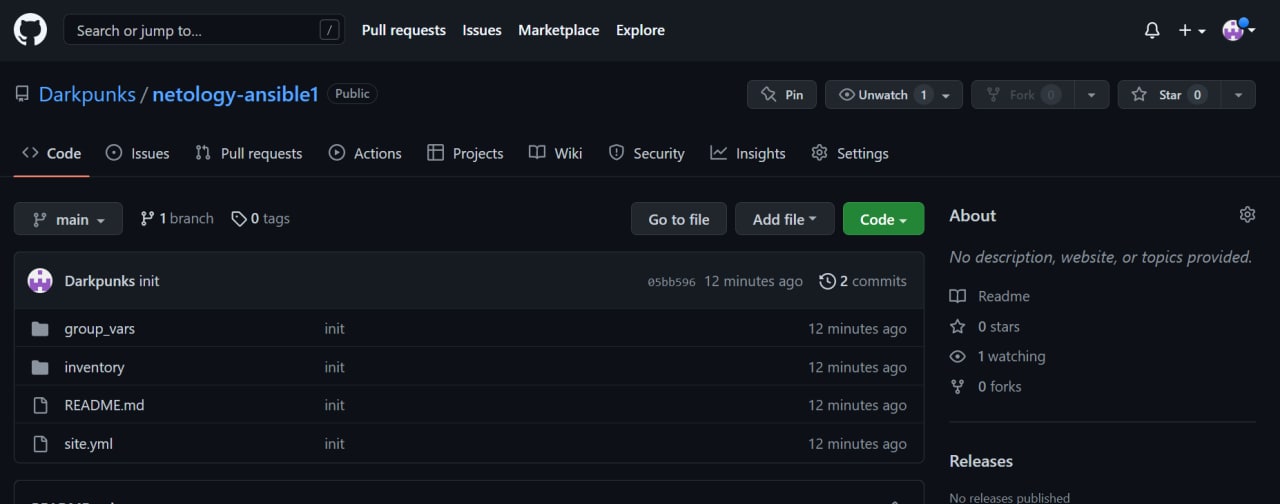 Search or jump to... /
Pull requests Issues Marketplace Explore
Darkpunks / netology-ansible1 Public
Pin Unwatch 1 Fork 0 Star 0
Code Issues Pull requests Actions Projects Wiki Security Insights Settings
main 1 branch 0 tags Go to file Add file Code
Darkpunks init 05bb596 12 minutes ago 2 commits
group_vars init 12 minutes ago
inventory init 12 minutes ago
README.md init 12 minutes ago
site.yml init 12 minutes ago
About
No description, website, or topics provided.
Readme
0 stars
1 watching
0 forks
Releases
No releases published